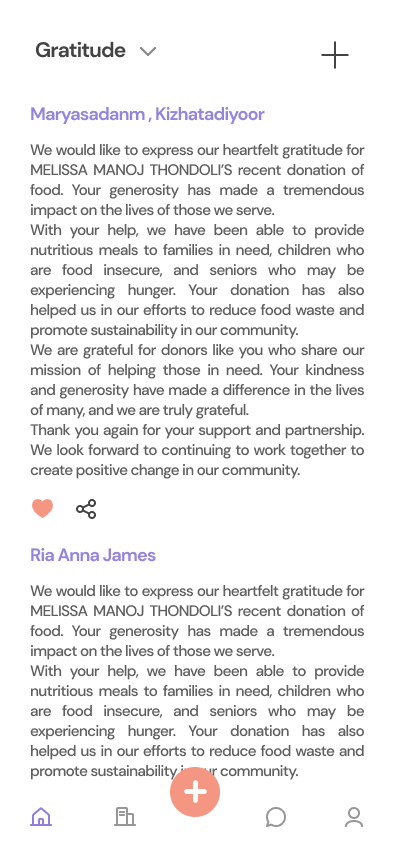 Gratitude
Maryasadanm , Kizhatadiyoor
We would like to express our heartfelt gratitude for
MELISSA MANOJ THONDOLI'S recent donation of
food. Your generosity has made a tremendous
impact on the lives of those we serve.
With your help, we have been able to provide
nutritious meals to families in need, children who
are food insecure, and seniors who may be
experiencing hunger. Your donation has also
helped us in our efforts to reduce food waste and
promote sustainability in our community.
We are grateful for donors like you who share our
mission of helping those in need. Your kindness
and generosity have made a difference in the lives
of many, and we are truly grateful.
Thank you again for your support and partnership.
We look forward to continuing to work together to
create positive change in our community.
Ria Anna James
We would like to express our heartfelt gratitude for
MELISSA MANOJ THONDOLI'S recent donation of
food. Your generosity has made a tremendous
impact on the lives of those we serve.
With your help, we have been able to provide
nutritious meals to families in need, children who
are food insecure, and seniors who may be
experiencing hunger. Your donation has also
helped us in our efforts to reduce food waste and
promote sustainability community.